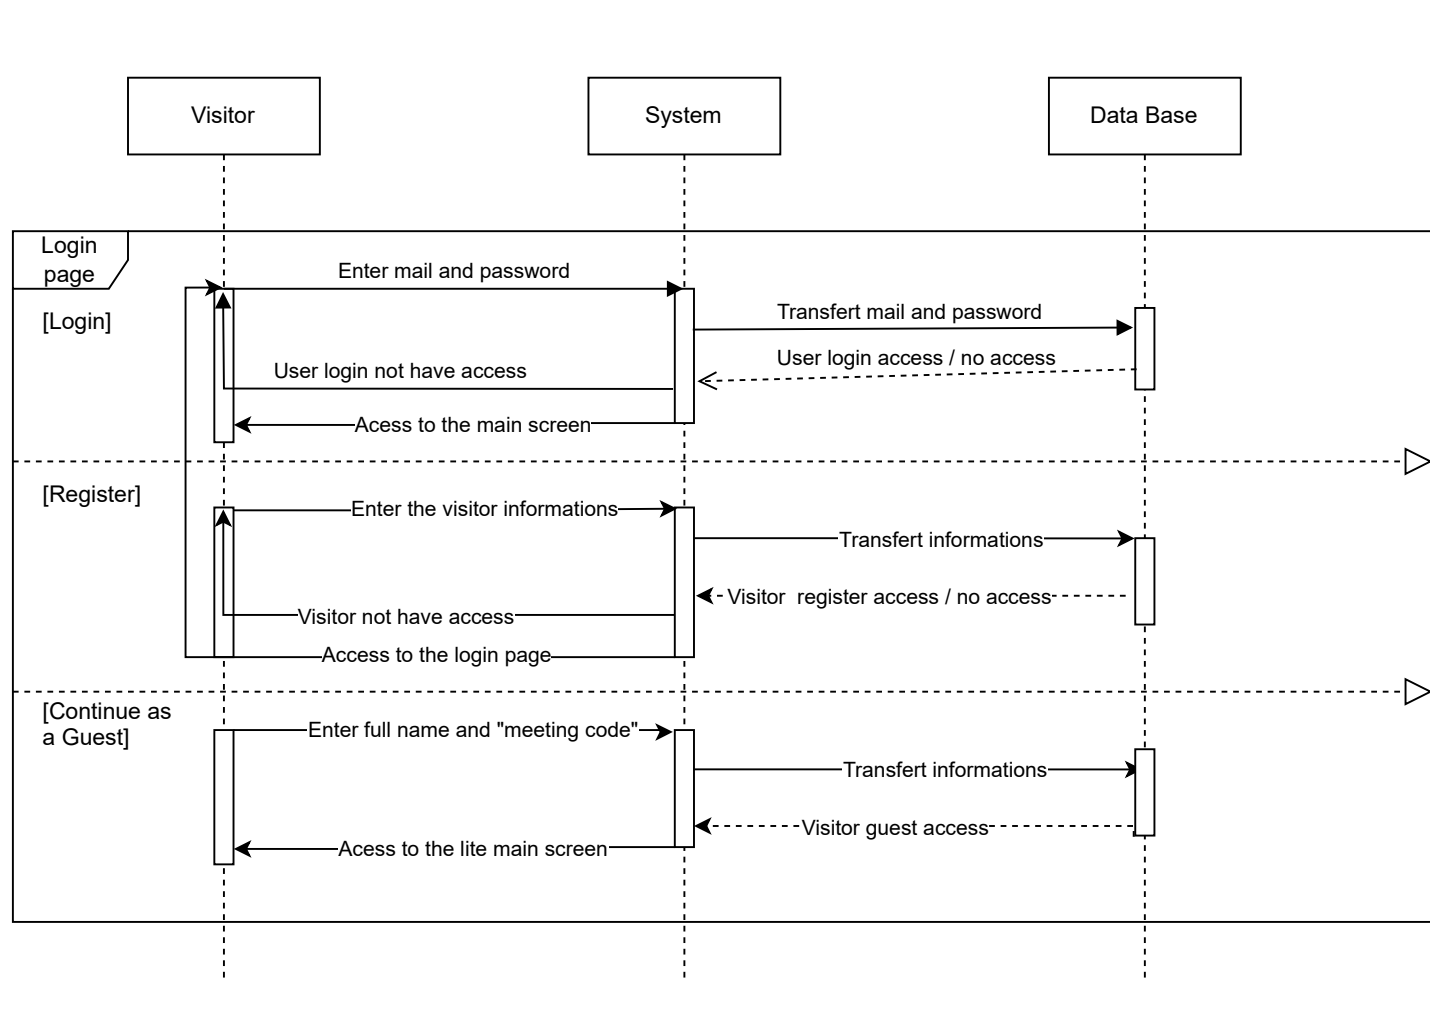 Visitor
System
Data Base
Login
page
Enter mail and password
[Login]
Transfert mail and password
User login access / no access
User login not have access
Acess to the main screen
[Register]
Enter the visitor informations
Transfert informations
Visitor  register access / no access
Visitor not have access
Access to the login page
[Continue as
a Guest]
Enter full name and "meeting code"
Transfert informations
Visitor guest access
Acess to the lite main screen